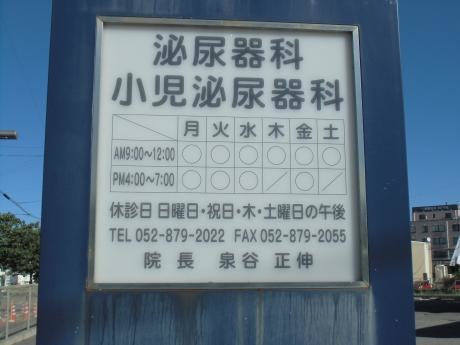 泌尿器科
小児泌尿器科
月 火 水 木 金 土
AM9:00〜12:00 ○ ○ ○ ○ ○ ○
PM4:00〜7:00 ○ ○ ○ ／ ○ ／
休診日 日曜日・祝日・木・土曜日の午後
TEL 052-879-2022 FAX 052-879-2055
院長 泉谷 正伸